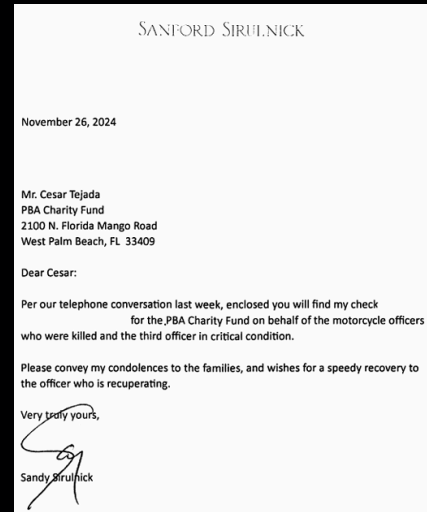 SANFORD SIRULNICK
November 26, 2024
Mr. Cesar Tejada
PBA Charity Fund
2100 N. Florida Mango Road
West Palm Beach, FL 33409
Dear Cesar:
Per our telephone conversation last week, enclosed you will find my check
for the PBA Charity Fund on behalf of the motorcycle officers
who were killed and the third officer in critical condition.
Please convey my condolences to the families, and wishes for a speedy recovery to
the officer who is recuperating.
Very truly yours,
Sandy Sirulnick